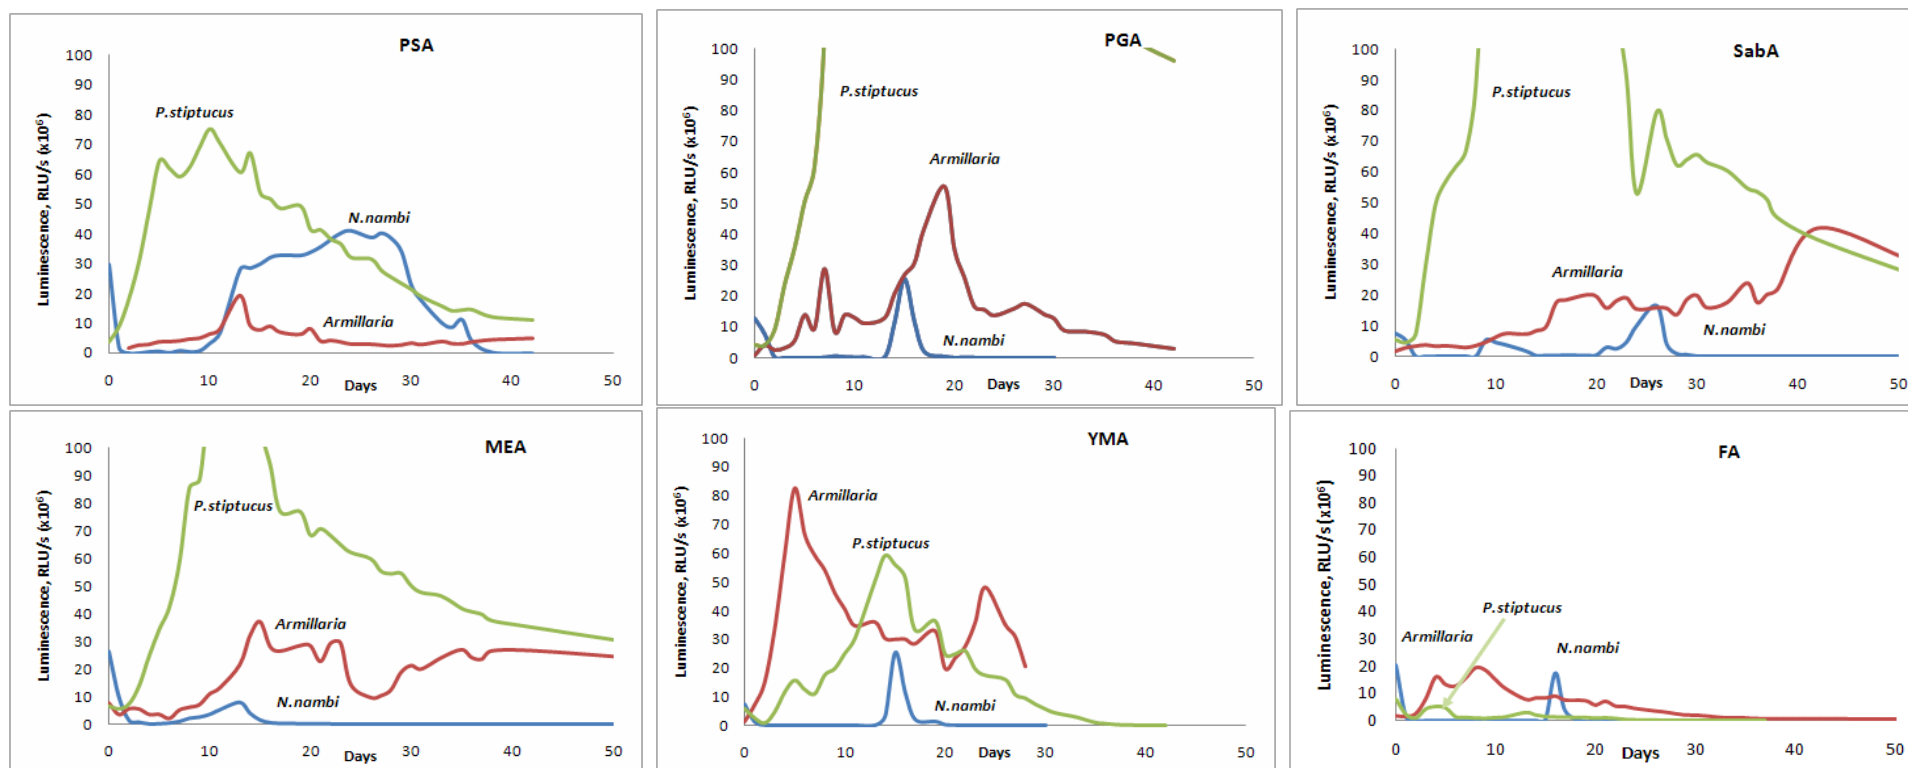 PSA
Luminescence, RLU/s (x10⁶)
100
90
80
70
60
50
40
30
20
10
0
P.stiptucus
N.nambi
Armillaria
0 10 20 30 40 50
Days
PGA
Luminescence, RLU/s (x10⁶)
100
90
80
70
60
50
40
30
20
10
0
P.stiptucus
Armillaria
N.nambi
0 10 20 30 40 50
Days
SabA
Luminescence, RLU/s (x10⁶)
100
90
80
70
60
50
40
30
20
10
0
P.stiptucus
Armillaria
N.nambi
0 10 20 30 40 50
Days
MEA
Luminescence, RLU/s (x10⁶)
100
90
80
70
60
50
40
30
20
10
0
P.stiptucus
Armillaria
N.nambi
0 10 20 30 40 50
Days
YMA
Luminescence, RLU/s (x10⁶)
100
90
80
70
60
50
40
30
20
10
0
Armillaria
P.stiptucus
N.nambi
0 10 20 30 40 50
Days
FA
Luminescence, RLU/s (x10⁶)
100
90
80
70
60
50
40
30
20
10
0
P.stiptucus
Armillaria
N.nambi
0 10 20 30 40 50
Days